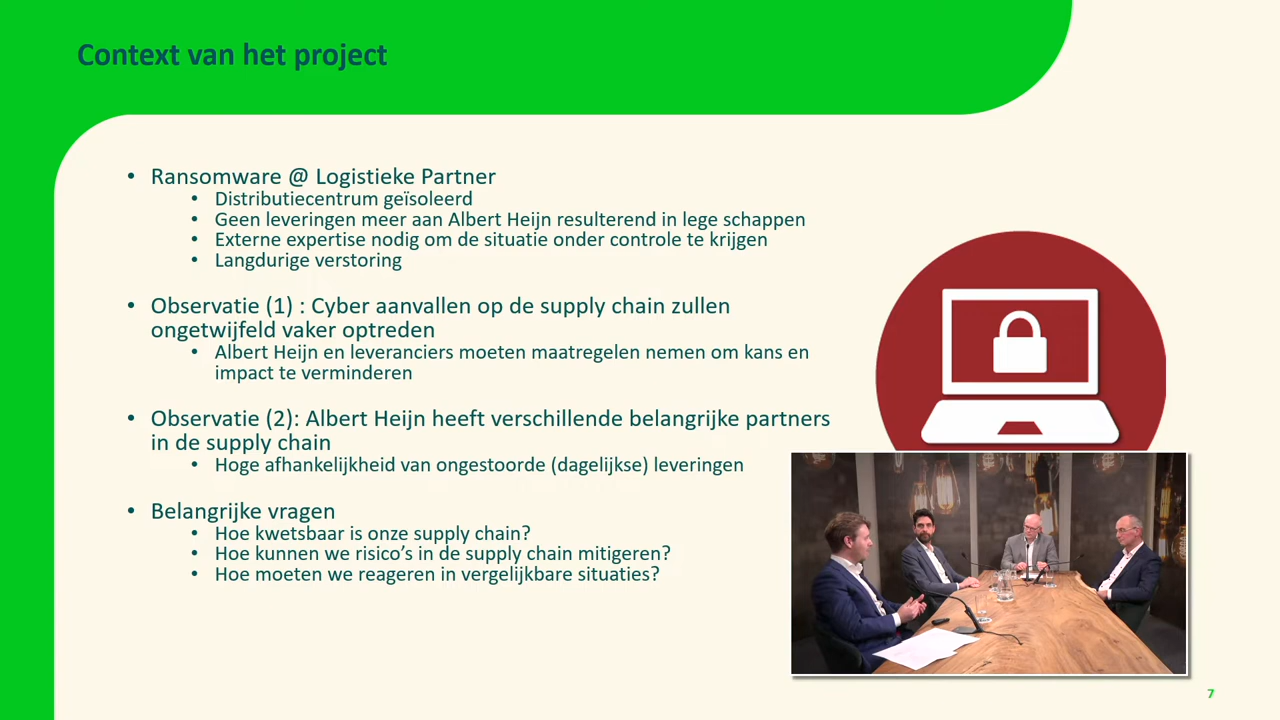 Context van het project
• Ransomware @ Logistieke Partner
• Distributiecentrum geïsoleerd
• Geen leveringen meer aan Albert Heijn resulterend in lege schappen
• Externe expertise nodig om de situatie onder controle te krijgen
• Langdurige verstoring
• Observatie (1) : Cyber aanvallen op de supply chain zullen
ongetwijfeld vaker optreden
• Albert Heijn en leveranciers moeten maatregelen nemen om kans en
impact te verminderen
• Observatie (2): Albert Heijn heeft verschillende belangrijke partners
in de supply chain
• Hoge afhankelijkheid van ongestoorde (dagelijkse) leveringen
• Belangrijke vragen
• Hoe kwetsbaar is onze supply chain?
• Hoe kunnen we risico’s in de supply chain mitigeren?
• Hoe moeten we reageren in vergelijkbare situaties?
7